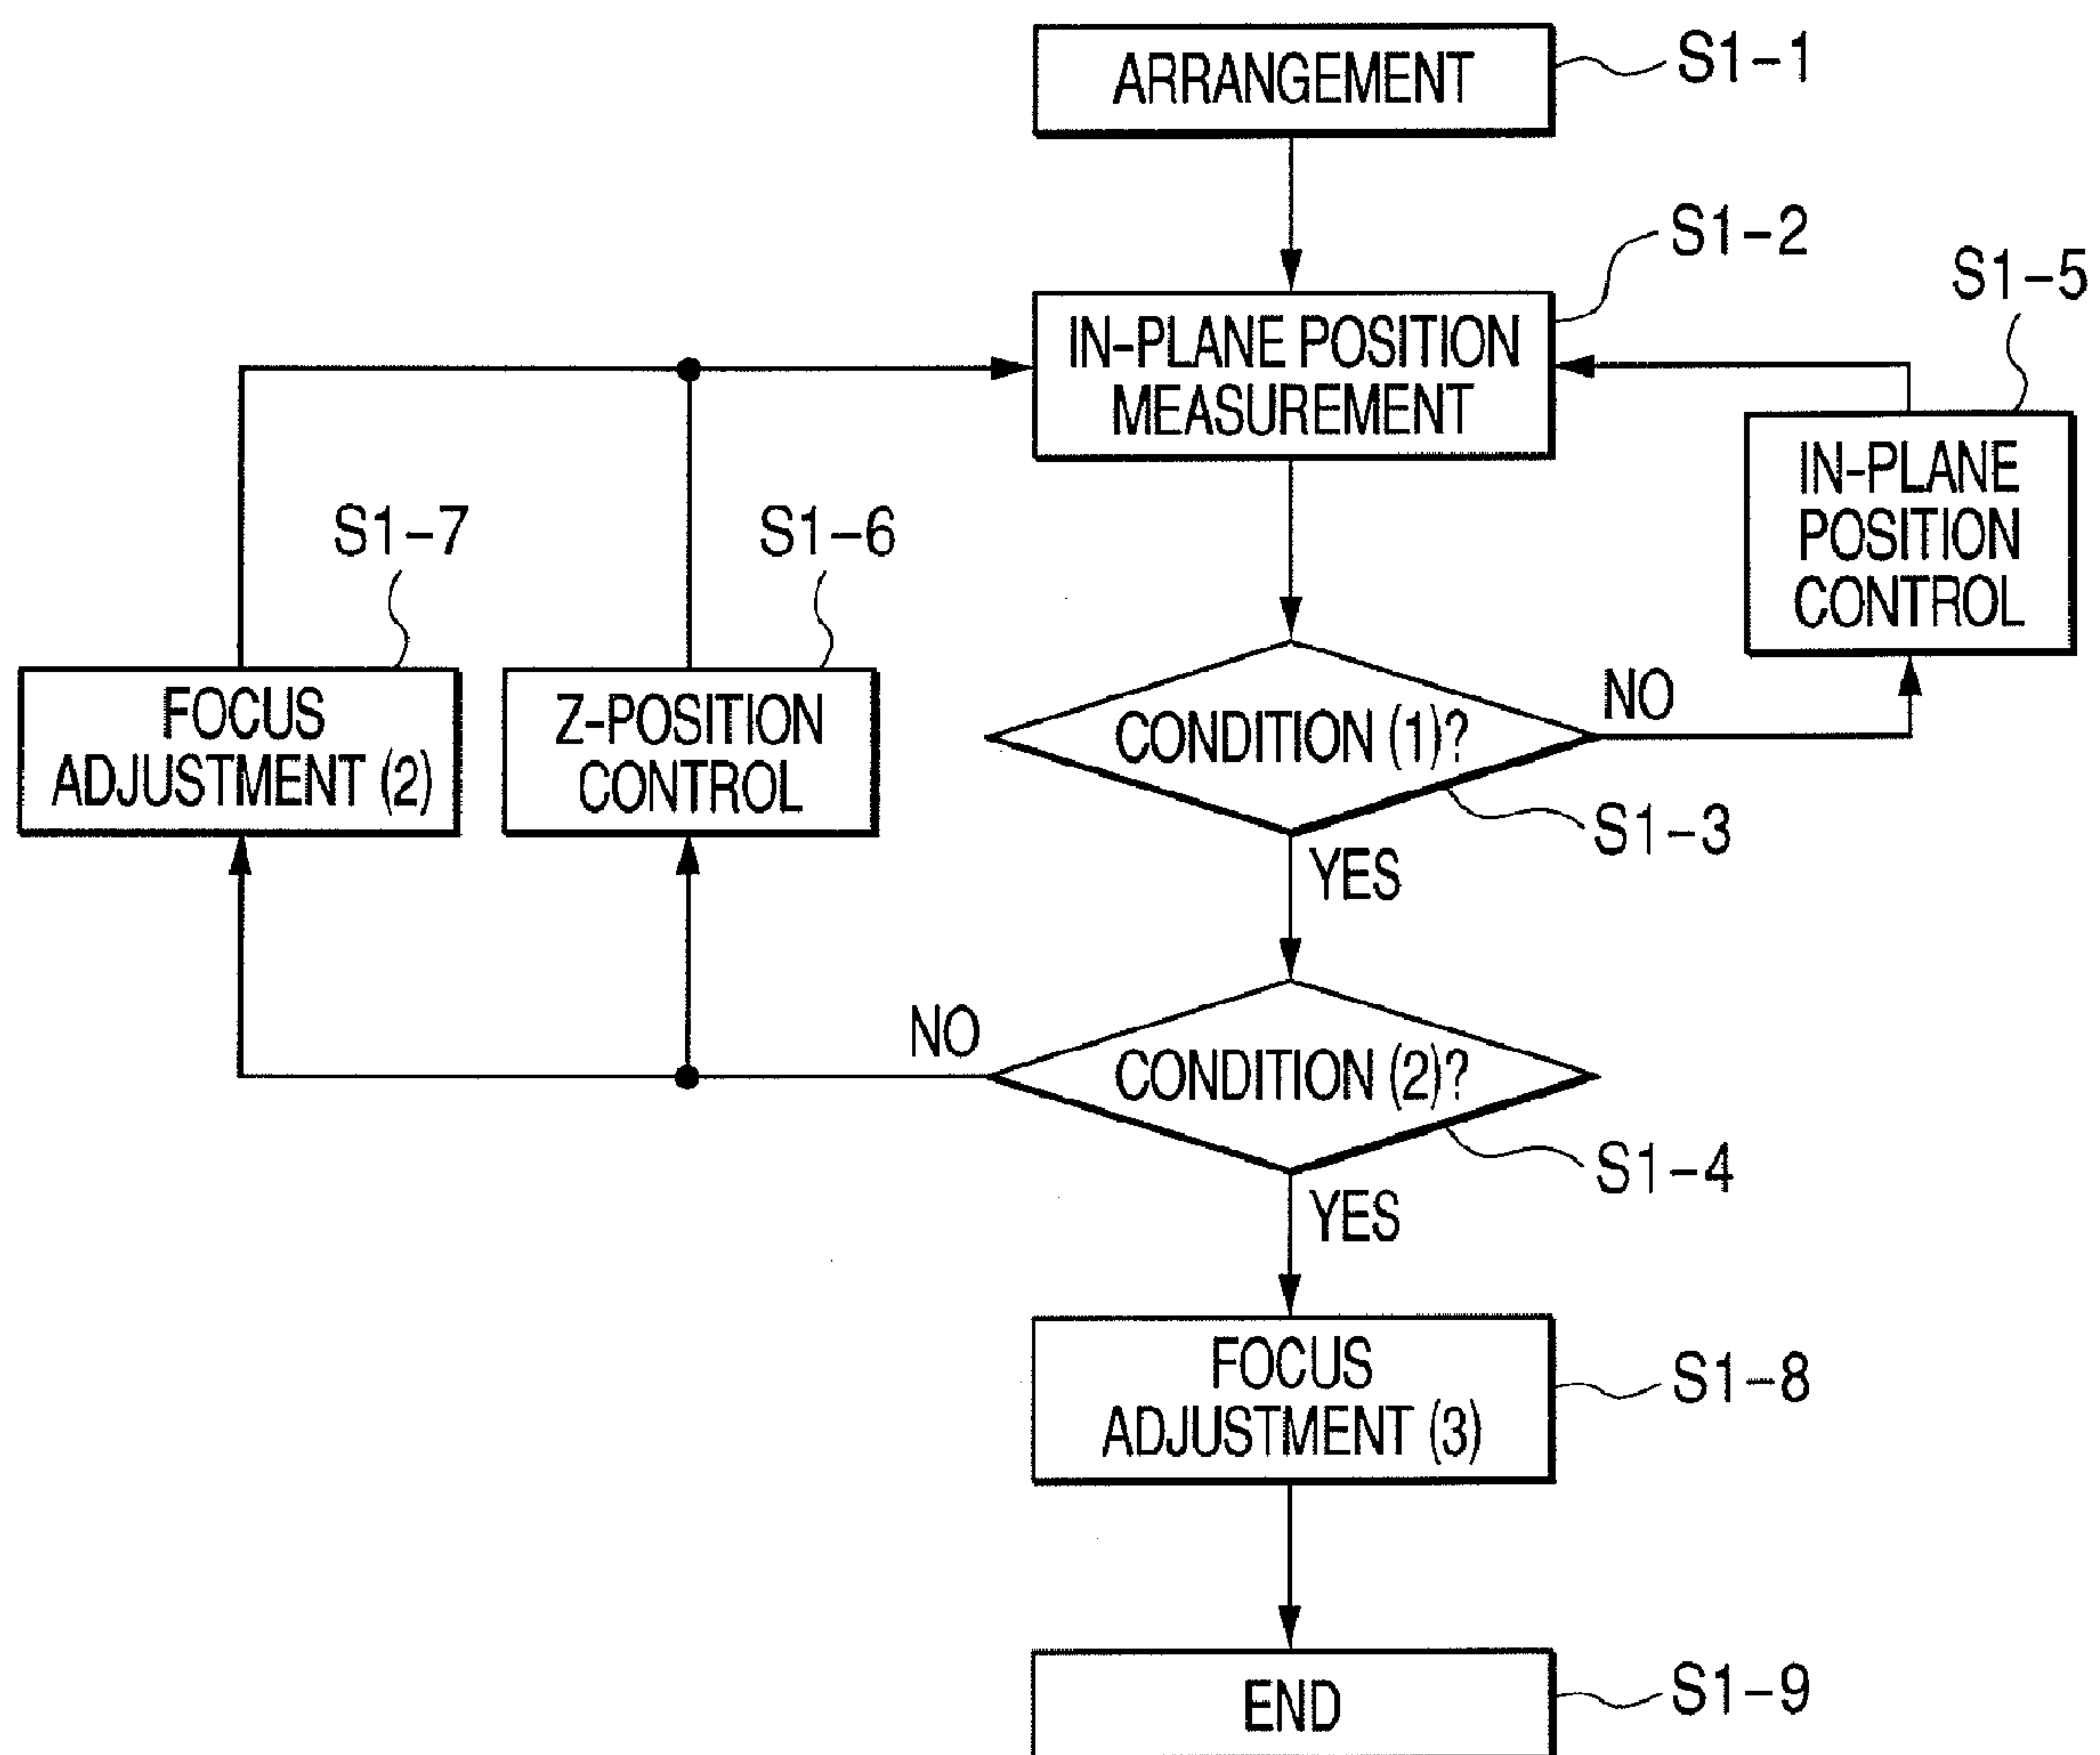 ARRANGEMENT
S1-1
S1-2
IN-PLANE POSITION
MEASUREMENT
S1-5
IN-PLANE
POSITION
CONTROL
S1-7
FOCUS
ADJUSTMENT (2)
S1-6
Z-POSITION
CONTROL
CONDITION (1)?
NO
S1-3
YES
NO
CONDITION (2)?
S1-4
YES
FOCUS
ADJUSTMENT (3)
S1-8
END
S1-9